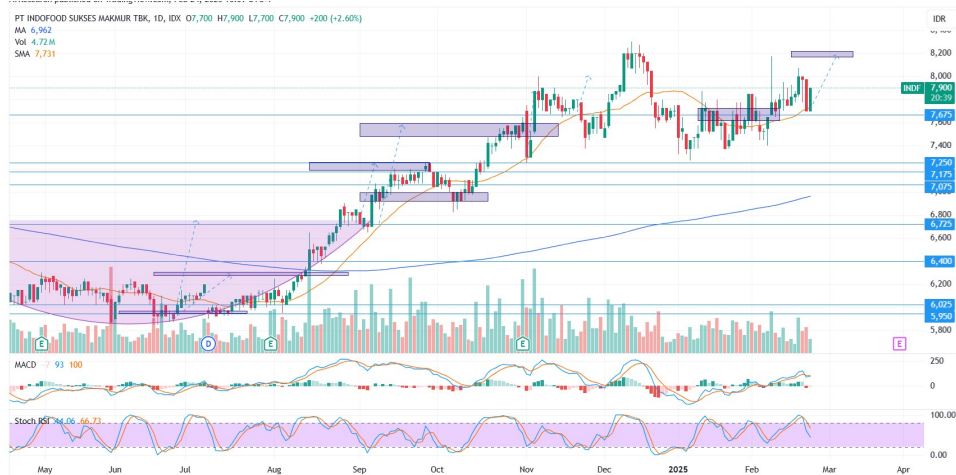 PT INDOFOOD SUKSES MAKMUR TBK, 1D, IDX O7,700 H7,900 L7,700 C7,900 +200 (+2.60%)
IDR
MA 6,962
Vol 4.72M
SMA 7,731
8,200
8,000
INDF 7,900
20:39
7,675
7,600
7,400
7,250
7,175
7,075
6,800
6,725
6,600
6,400
6,200
6,025
5,950
5,800
E
D
E
E
E
MACD -7 93 100
250
0
Stoch RSI 44.06 66.73
100.00
0.00
May
Jun
Jul
Aug
Sep
Oct
Nov
Dec
2025
Feb
Mar
Apr